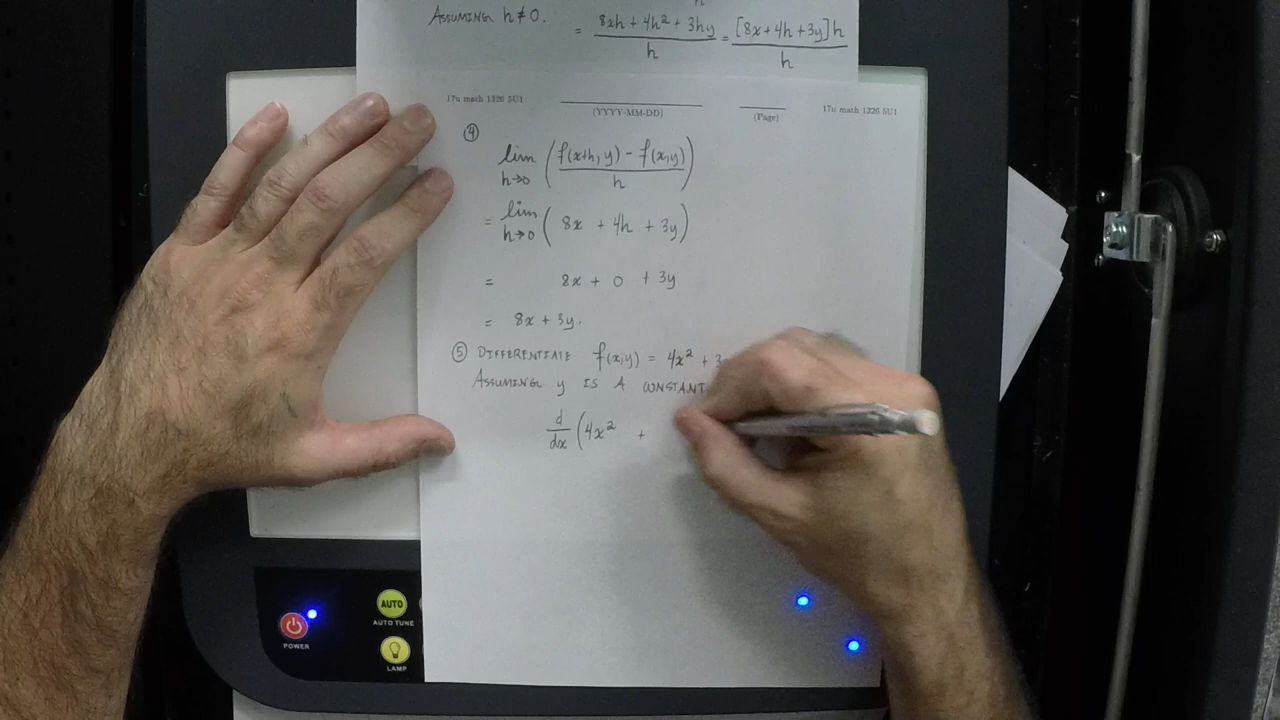 ASSUMING h ≠ 0. = (8xh + 4h² + 3hy)/h = ([8x + 4h + 3y]h)/h
17u math 1226 5U1 (YYYY-MM-DD) (Page) 17u math 1226 5U1
④
lim h→0 ( (f(x+h, y) - f(x,y))/h )
= lim h→0 ( 8x + 4h + 3y )
= 8x + 0 + 3y
= 8x + 3y.
⑤ DIFFERENTIATE f(x,y) = 4x² + 3
ASSUMING y IS A CONSTANT
d/dx (4x² +
AUTO
AUTO TUNE
POWER
LAMP